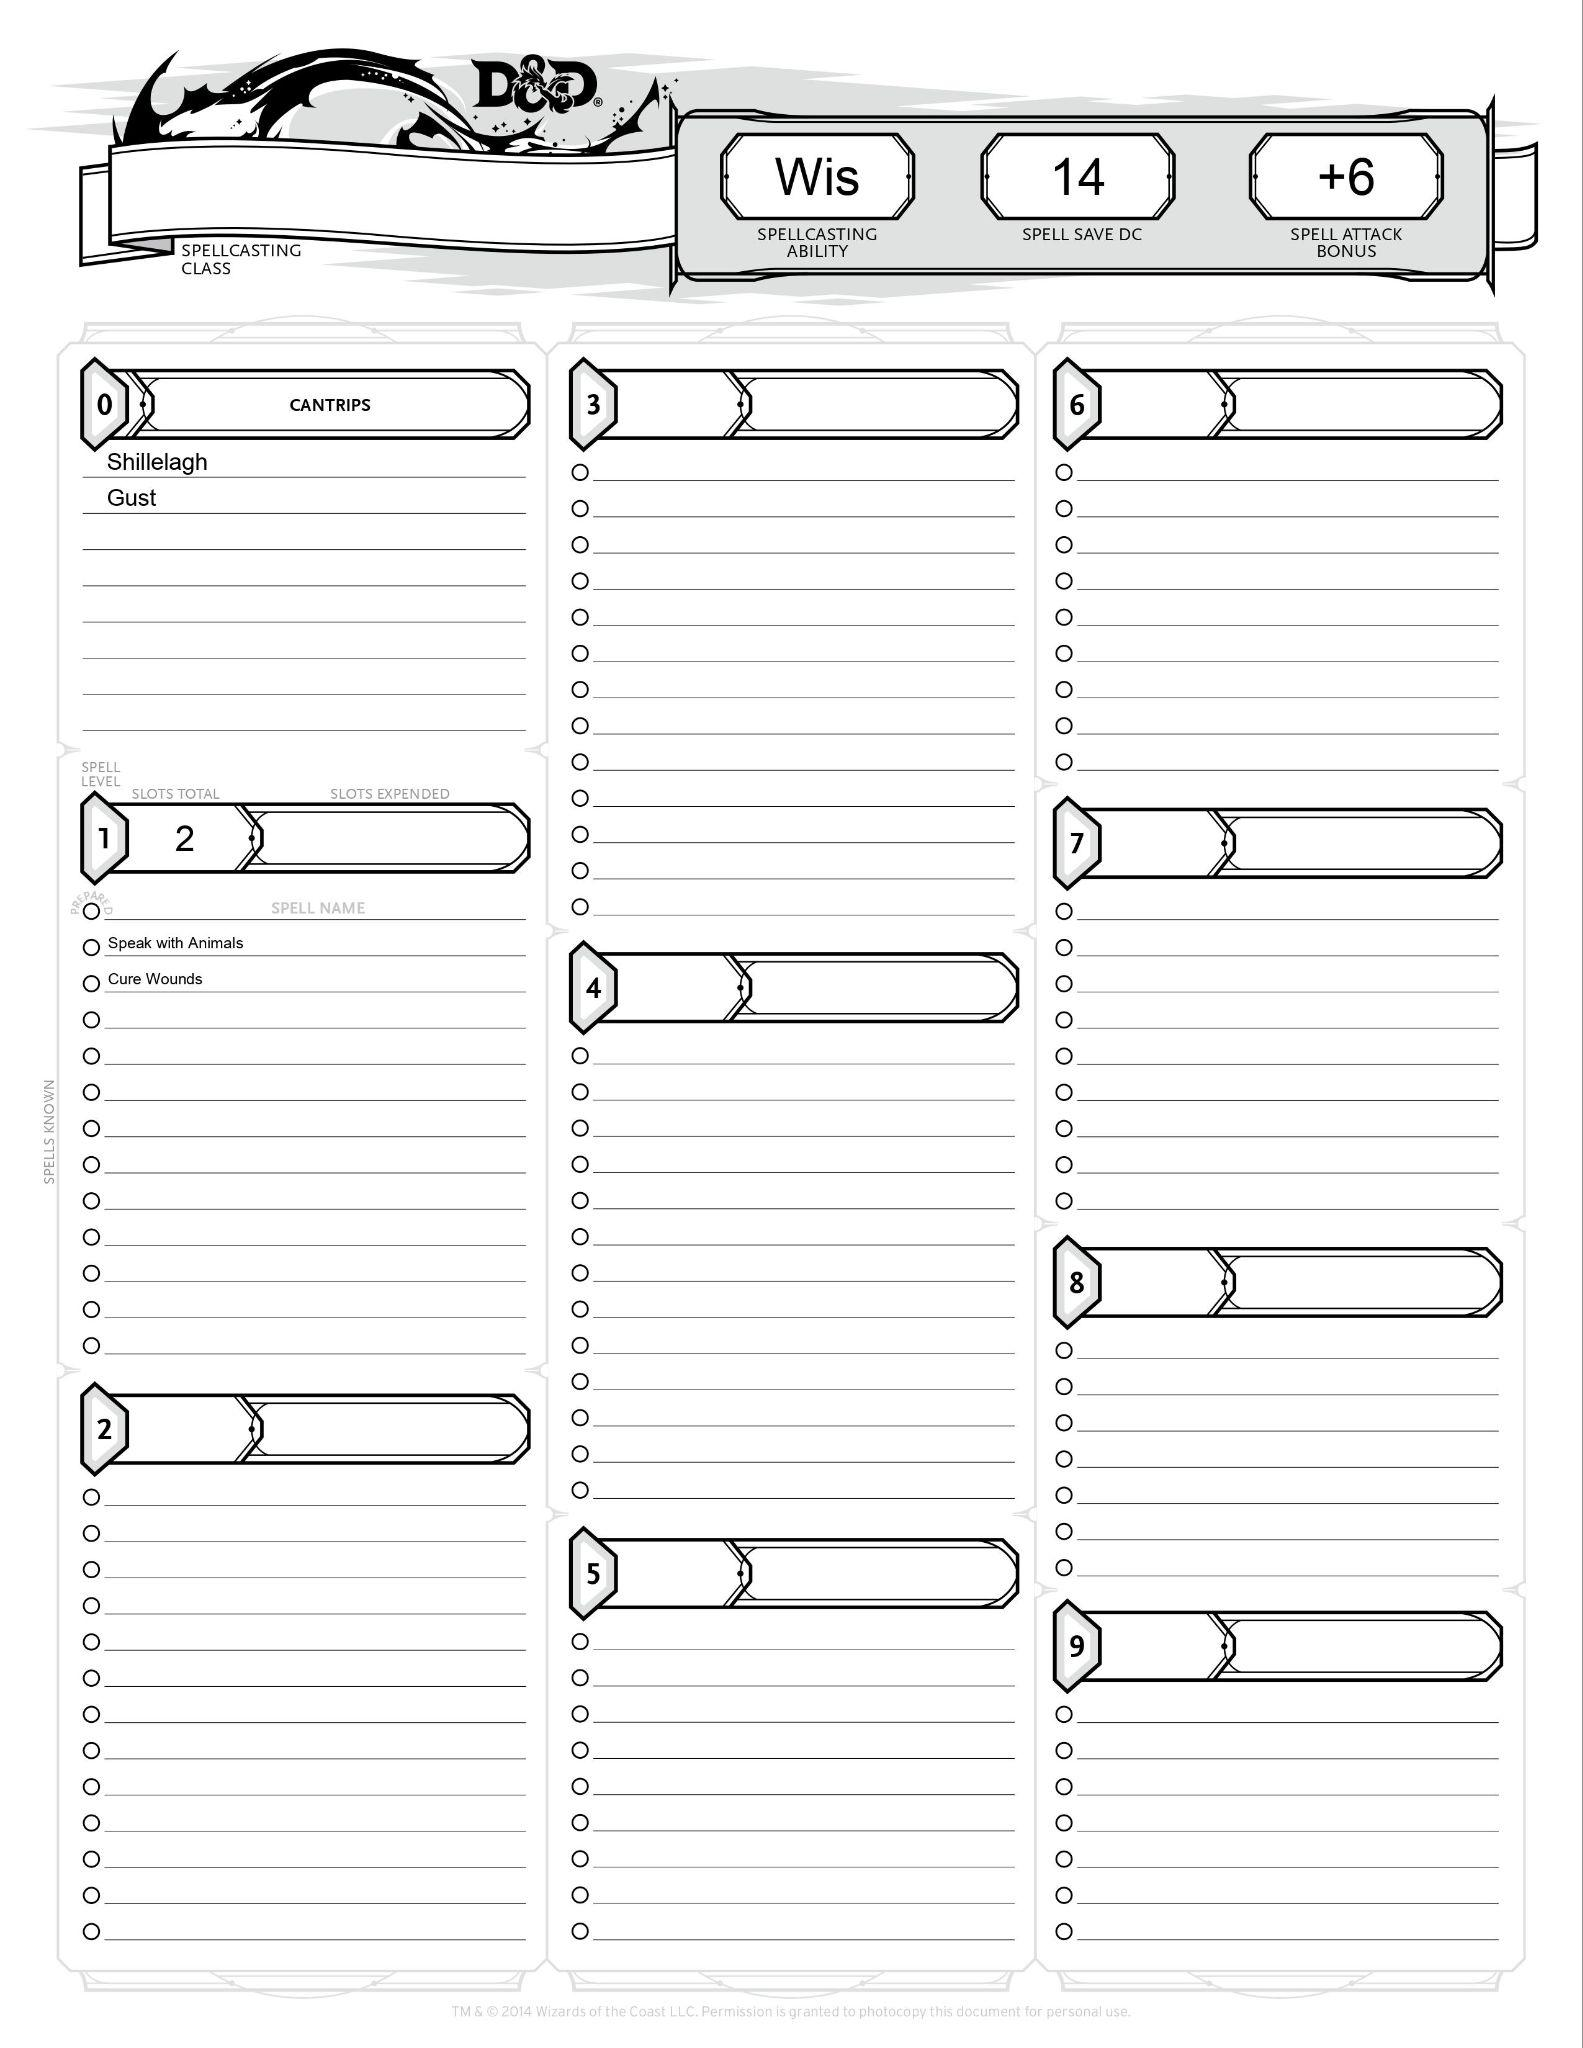 D&D®
Wis
14
+6
SPELLCASTING
ABILITY
SPELL SAVE DC
SPELL ATTACK
BONUS
SPELLCASTING
CLASS
0
CANTRIPS
Shillelagh
Gust
SPELL
LEVEL
SLOTS TOTAL
SLOTS EXPENDED
1
2
PREPARED
SPELL NAME
Speak with Animals
Cure Wounds
SPELLS KNOWN
2
3
4
5
6
7
8
9
TM & © 2014 Wizards of the Coast LLC. Permission is granted to photocopy this document for personal use.